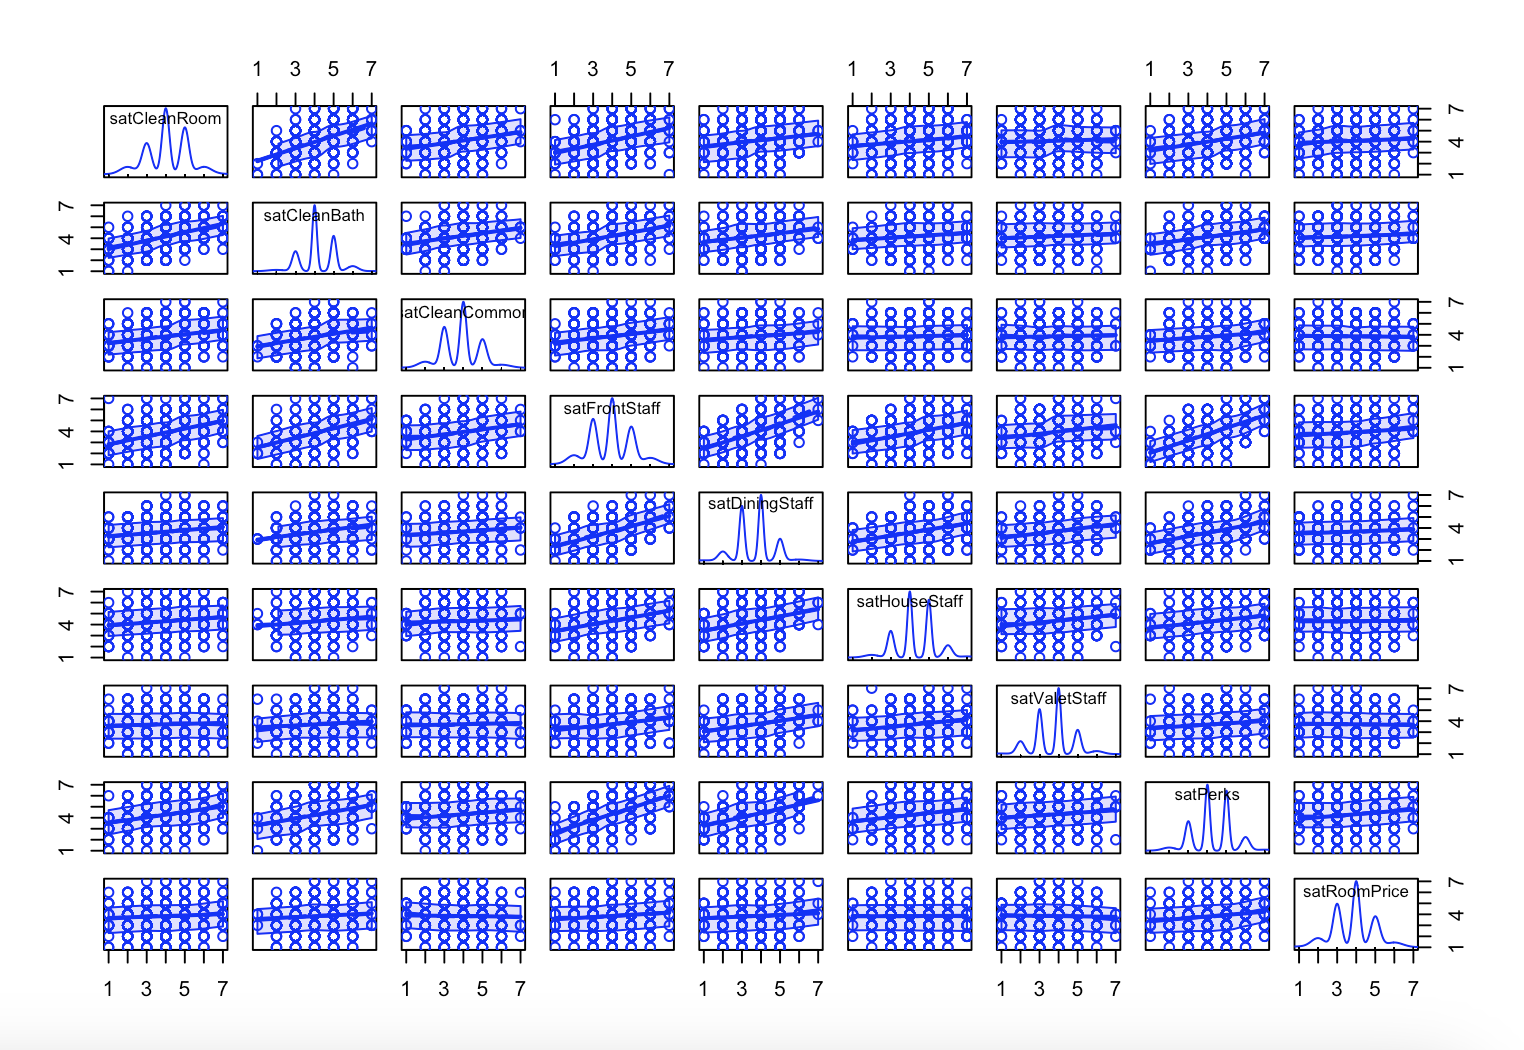 1 3 5 7 1 3 5 7 1 3 5 7 1 3 5 7
satCleanRoom
1 4 7
1 4 7
satCleanBath
satCleanCommon
1 4 7
1 4 7
satFrontStaff
satDiningStaff
1 4 7
1 4 7
satHouseStaff
satValetStaff
1 4 7
1 4 7
satPerks
satRoomPrice
1 4 7
1 3 5 7 1 3 5 7 1 3 5 7 1 3 5 7 1 3 5 7